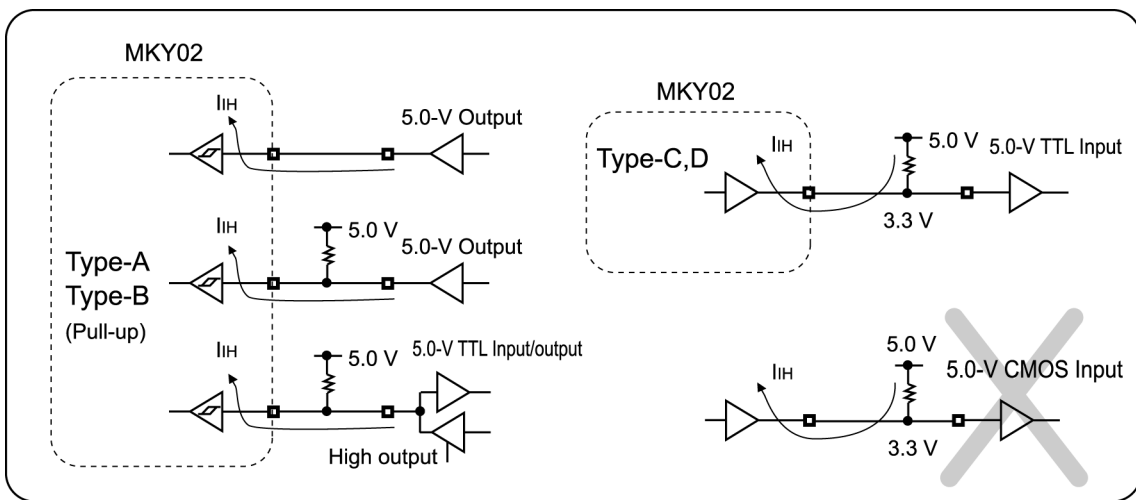 MKY02
IIH
5.0-V Output
IIH
5.0 V
5.0-V Output
Type-A
Type-B
(Pull-up)
IIH
5.0 V
5.0-V TTL Input/output
High output
MKY02
Type-C,D
IIH
5.0 V
5.0-V TTL Input
3.3 V
IIH
5.0 V
5.0-V CMOS Input
3.3 V